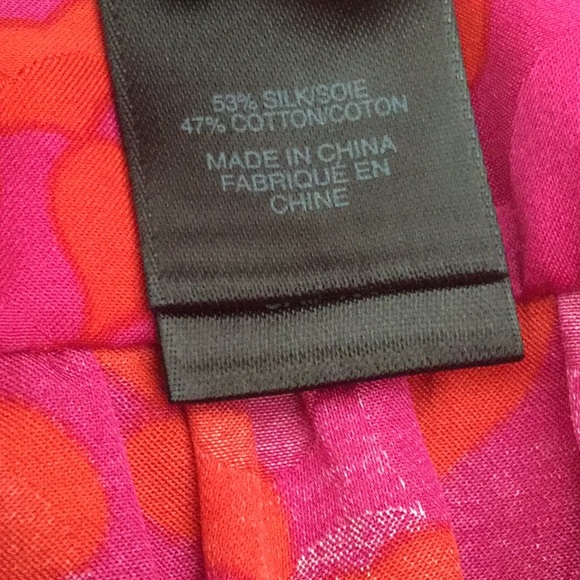 53% SILK/SOIE
47% COTTON/COTON
MADE IN CHINA
FABRIQUÉ EN
CHINE